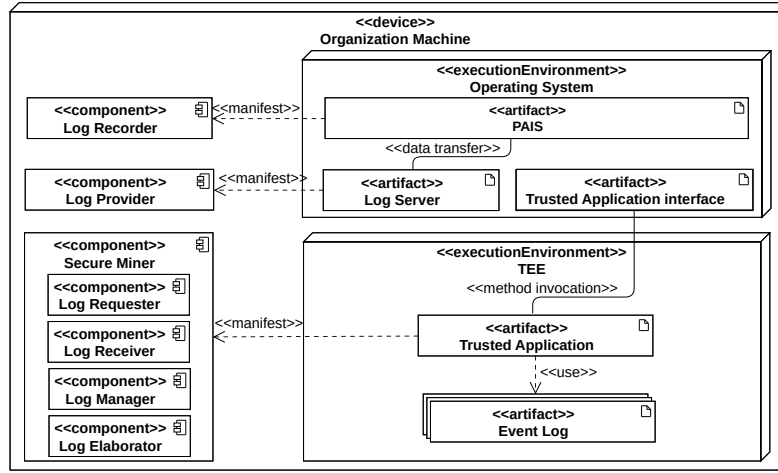 <<device>>
Organization Machine
<<executionEnvironment>>
Operating System
<<component>>
Log Recorder
<<manifest>>
<<artifact>>
PAIS
<<data transfer>>
<<component>>
Log Provider
<<manifest>>
<<artifact>>
Log Server
<<artifact>>
Trusted Application interface
<<component>>
Secure Miner
<<component>>
Log Requester
<<component>>
Log Receiver
<<component>>
Log Manager
<<component>>
Log Elaborator
<<manifest>>
<<executionEnvironment>>
TEE
<<method invocation>>
<<artifact>>
Trusted Application
<<use>>
<<artifact>>
Event Log